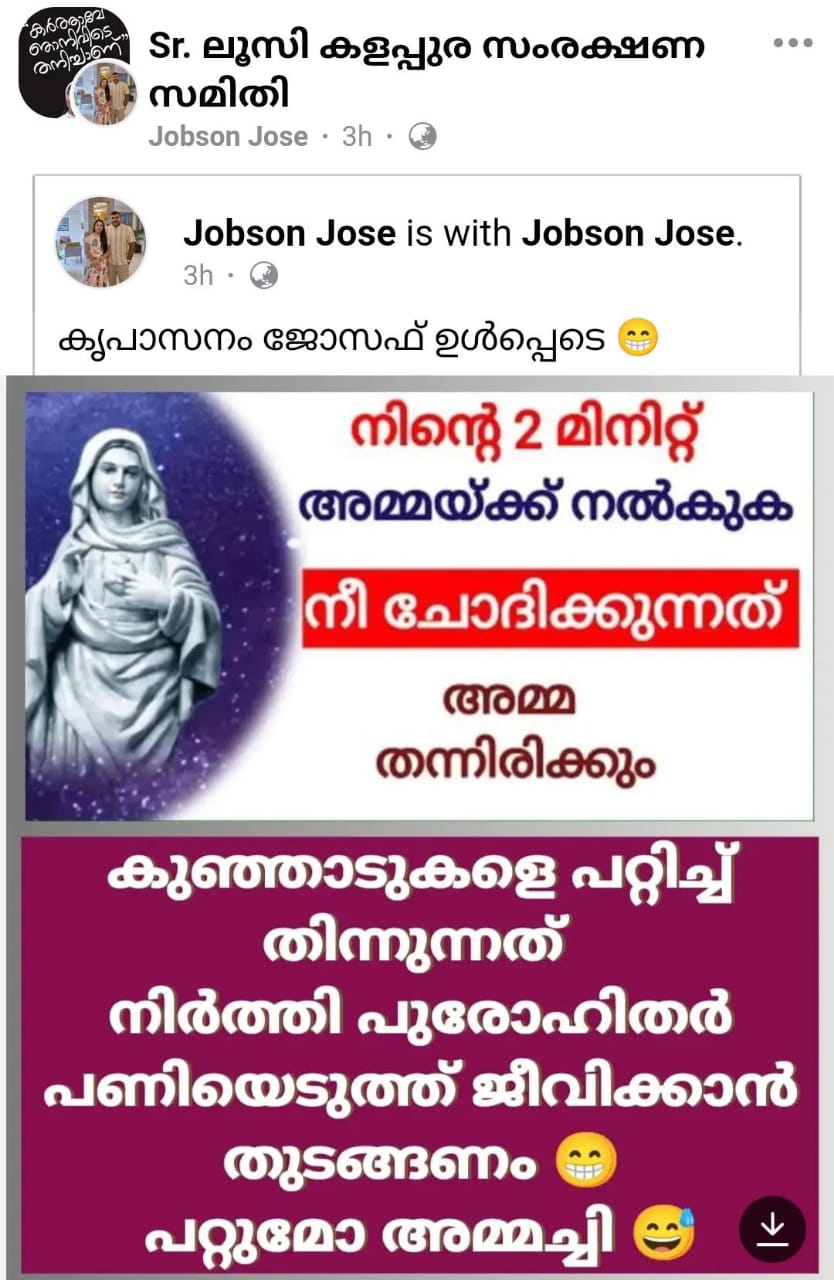 "കർത്താവേ
ഞാനിവിടെ
തനിച്ചാണ്"
Sr. ലൂസി കളപ്പുര സംരക്ഷണ
സമിതി
Jobson Jose · 3h ·
Jobson Jose is with Jobson Jose.
3h ·
കൃപാസനം ജോസഫ് ഉൾപ്പെടെ 😁
നിന്റെ 2 മിനിറ്റ്
അമ്മയ്ക്ക് നൽകുക
നീ ചോദിക്കുന്നത്
അമ്മ
തന്നിരിക്കും
കുഞ്ഞാടുകളെ പറ്റിച്ച്
തിന്നുന്നത്
നിർത്തി പുരോഹിതർ
പണിയെടുത്ത് ജീവിക്കാൻ
തുടങ്ങണം 😁
പറ്റുമോ അമ്മച്ചി 😅